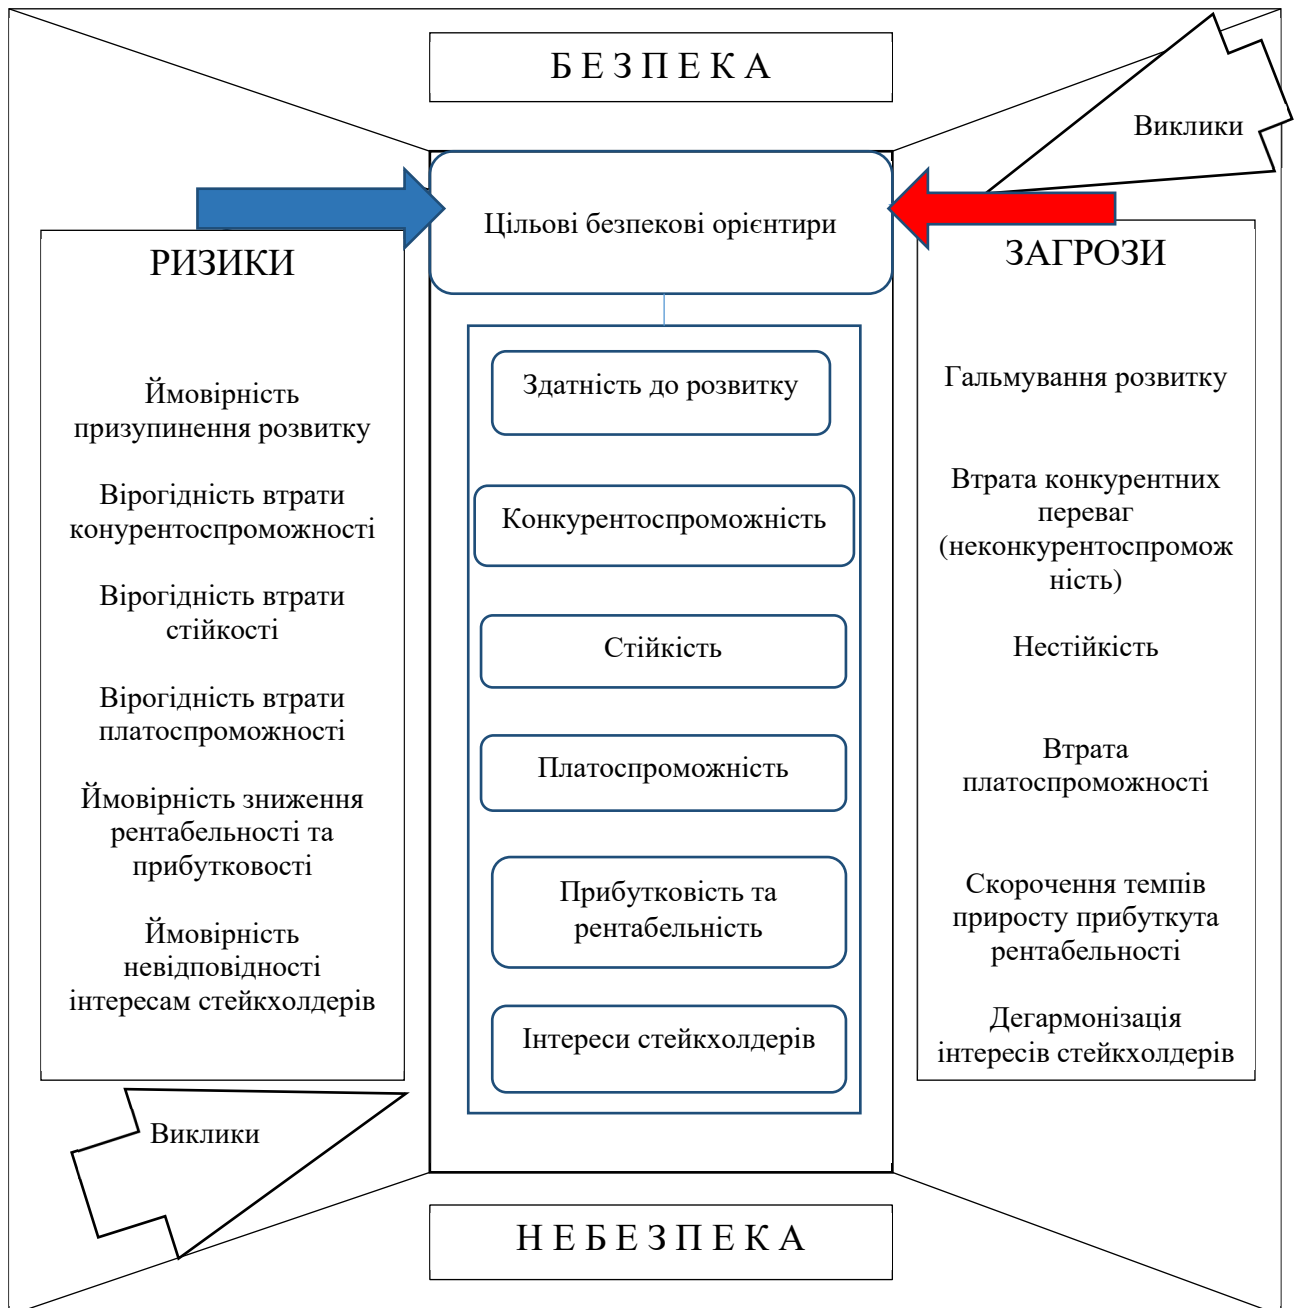 Б Е З П Е К А
Виклики
Цільові безпекові орієнтири
РИЗИКИ
Ймовірність
призупинення розвитку
Вірогідність втрати
конурентоспроможності
Вірогідність втрати
стійкості
Вірогідність втрати
платоспроможності
Ймовірність зниження
рентабельності та
прибутковості
Ймовірність
невідповідності
інтересам стейкхолдерів
Здатність до розвитку
Конкурентоспроможність
Стійкість
Платоспроможність
Прибутковість та
рентабельність
Інтереси стейкхолдерів
ЗАГРОЗИ
Гальмування розвитку
Втрата конкурентних
переваг
(неконкурентоспромож
ність)
Нестійкість
Втрата
платоспроможності
Скорочення темпів
приросту прибуткута
рентабельності
Дегармонізація
інтересів стейкхолдерів
Виклики
Н Е Б Е З П Е К А